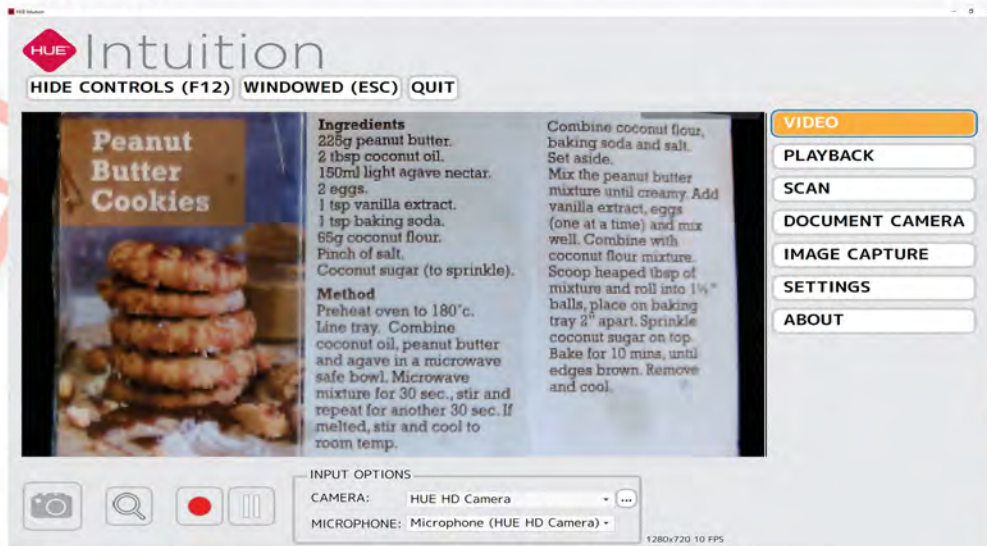 HUE Intuition
HUE Intuition
HIDE CONTROLS (F12) WINDOWED (ESC) QUIT
Peanut
Butter
Cookies
Ingredients
225g peanut butter.
2 tbsp coconut oil.
150ml light agave nectar.
2 eggs.
1 tsp vanilla extract.
1 tsp baking soda.
65g coconut flour.
Pinch of salt.
Coconut sugar (to sprinkle).
Method
Preheat oven to 180°c.
Line tray. Combine
coconut oil, peanut butter
and agave in a microwave
safe bowl. Microwave
mixture for 30 sec., stir and
repeat for another 30 sec. If
melted, stir and cool to
room temp.
Combine coconut flour,
baking soda and salt.
Set aside.
Mix the peanut butter
mixture until creamy. Add
vanilla extract, eggs
(one at a time) and mix
well. Combine with
coconut flour mixture.
Scoop heaped tbsp of
mixture and roll into 1½"
balls, place on baking
tray 2" apart. Sprinkle
coconut sugar on top.
Bake for 10 mins, until
edges brown. Remove
and cool.
VIDEO
PLAYBACK
SCAN
DOCUMENT CAMERA
IMAGE CAPTURE
SETTINGS
ABOUT
INPUT OPTIONS
CAMERA: HUE HD Camera ...
MICROPHONE: Microphone (HUE HD Camera)
1280x720 10 FPS